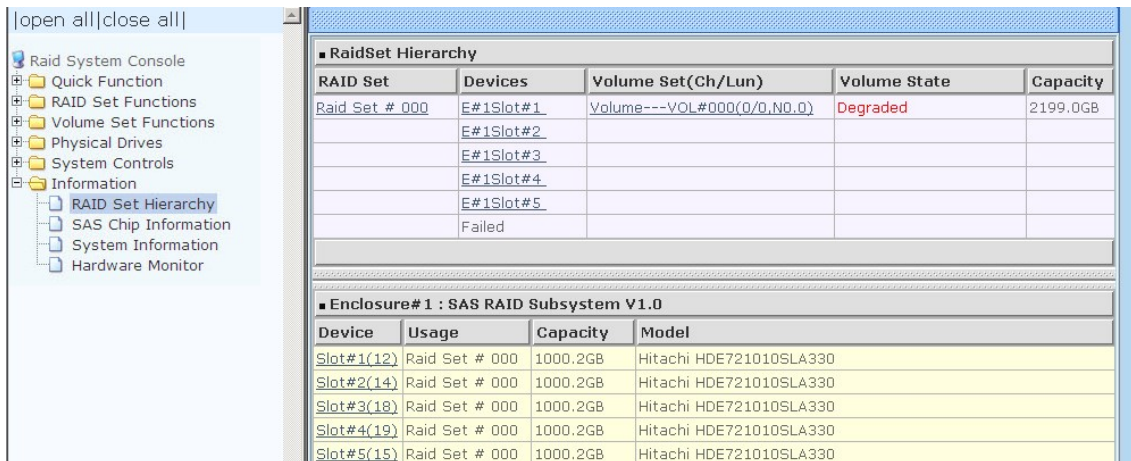 |open all|close all|
Raid System Console
Quick Function
RAID Set Functions
Volume Set Functions
Physical Drives
System Controls
Information
RAID Set Hierarchy
SAS Chip Information
System Information
Hardware Monitor
RaidSet Hierarchy
RAID Set Devices Volume Set(Ch/Lun) Volume State Capacity
Raid Set # 000 E#1Slot#1 Volume---VOL#000(0/0,N0.0) Degraded 2199.0GB
E#1Slot#2
E#1Slot#3
E#1Slot#4
E#1Slot#5
Failed
Enclosure#1 : SAS RAID Subsystem V1.0
Device Usage Capacity Model
Slot#1(12) Raid Set # 000 1000.2GB Hitachi HDE721010SLA330
Slot#2(14) Raid Set # 000 1000.2GB Hitachi HDE721010SLA330
Slot#3(18) Raid Set # 000 1000.2GB Hitachi HDE721010SLA330
Slot#4(19) Raid Set # 000 1000.2GB Hitachi HDE721010SLA330
Slot#5(15) Raid Set # 000 1000.2GB Hitachi HDE721010SLA330